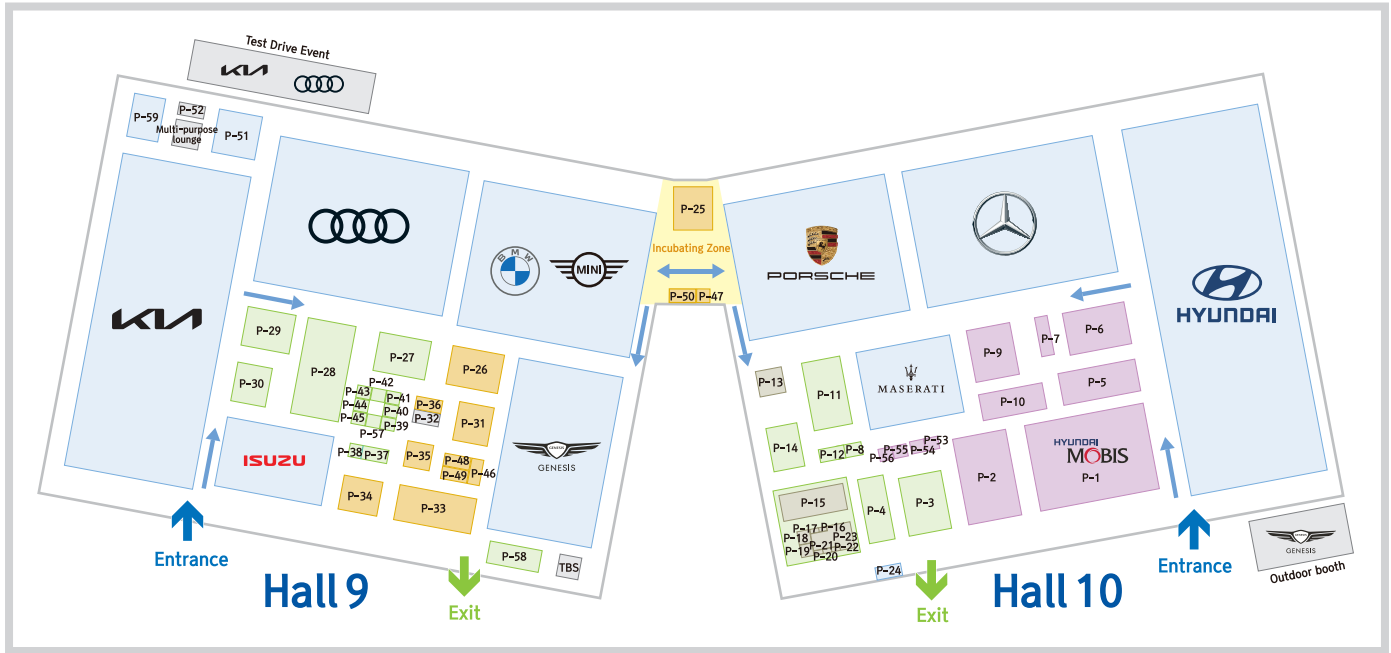 Test Drive Event
KIA
P-59
P-52
Multi-purpose
lounge
P-51
BMW
MINI
P-25
Incubating Zone
P-50
P-47
PORSCHE
HYUNDAI
KIA
P-29
P-28
P-27
P-26
P-30
P-42
P-43
P-41
P-44
P-40
P-45
P-39
P-57
P-36
P-32
P-31
P-38
P-37
P-35
P-48
P-49
P-46
P-34
P-33
ISUZU
GENESIS
GENESIS
P-58
TBS
Entrance
Hall 9
Exit
P-13
P-11
MASERATI
P-9
P-7
P-6
P-10
P-5
P-14
P-12
P-8
P-55
P-56
P-53
P-54
P-2
HYUNDAI
MOBIS
P-1
P-15
P-4
P-3
P-17
P-16
P-18
P-23
P-19
P-21
P-22
P-20
P-24
Exit
Hall 10
Entrance
GENESIS
Outdoor booth